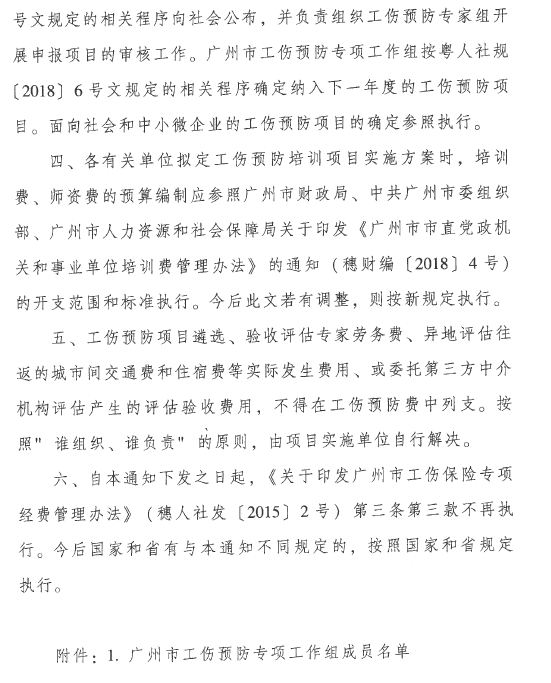 号文规定的相关程序向社会公布，并负责组织工伤预防专家组开
展申报项目的审核工作。广州市工伤预防专项工作组按粤人社规
〔2018〕6号文规定的相关程序确定纳入下一年度的工伤预防项
目。面向社会和中小微企业的工伤预防项目的确定参照执行。
四、各有关单位拟定工伤预防培训项目实施方案时，培训
费、师资费的预算编制应参照广州市财政局、中共广州市委组织
部、广州市人力资源和社会保障局关于印发《广州市市直党政机
关和事业单位培训费管理办法》的通知（穗财编〔2018〕4号）
的开支范围和标准执行。今后此文若有调整，则按新规定执行。
五、工伤预防项目遴选、验收评估专家劳务费、异地评估往
返的城市间交通费和住宿费等实际发生费用、或委托第三方中介
机构评估产生的评估验收费用，不得在工伤预防费中列支。按
照"谁组织、谁负责"的原则，由项目实施单位自行解决。
六、自本通知下发之日起，《关于印发广州市工伤保险专项
经费管理办法》（穗人社发〔2015〕2号）第三条第三款不再执
行。今后国家和省有与本通知不同规定的，按照国家和省规定
执行。
附件：1. 广州市工伤预防专项工作组成员名单